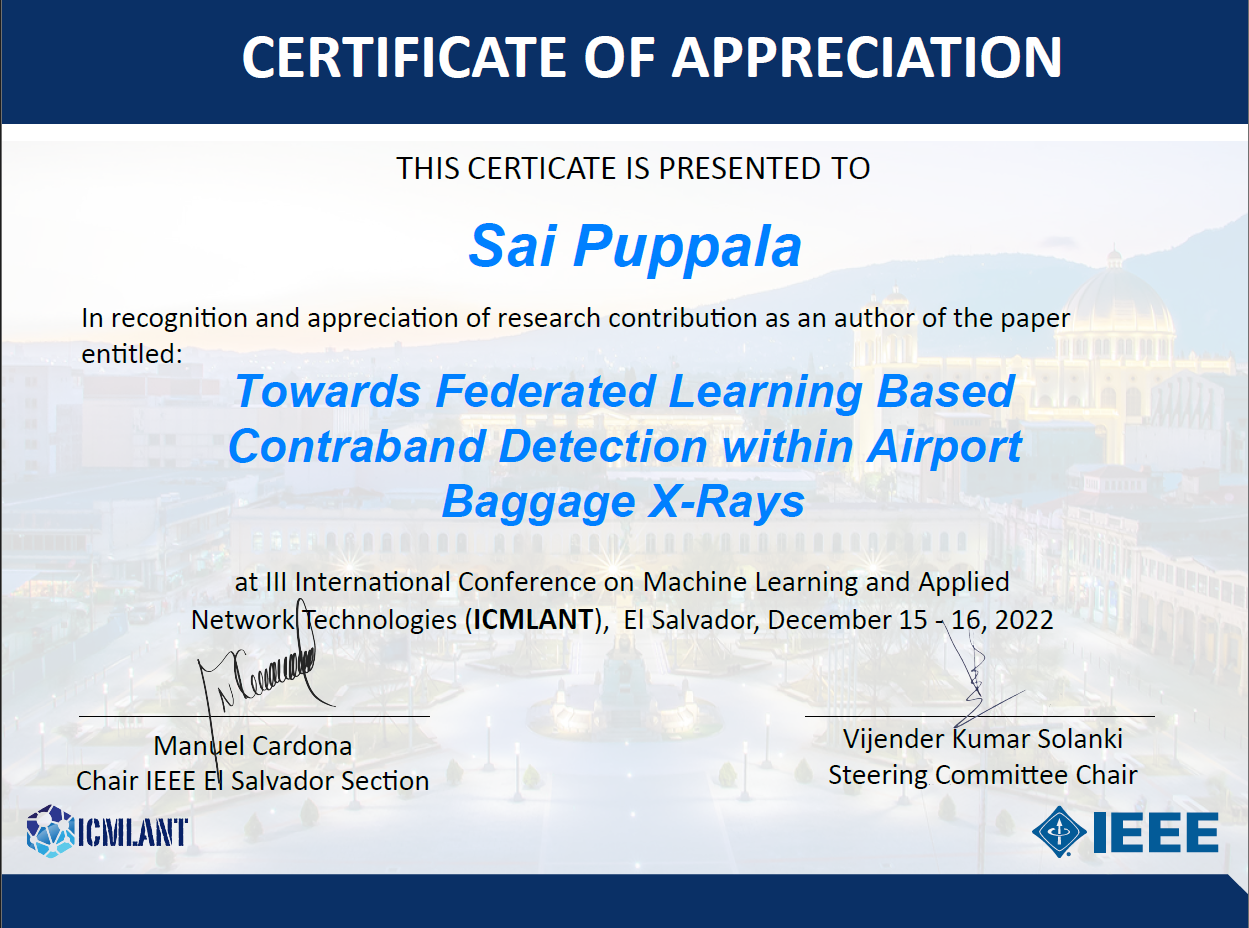 CERTIFICATE OF APPRECIATION
THIS CERTICATE IS PRESENTED TO
Sai Puppala
In recognition and appreciation of research contribution as an author of the paper
entitled:
Towards Federated Learning Based
Contraband Detection within Airport
Baggage X-Rays
at III International Conference on Machine Learning and Applied
Network Technologies (ICMLANT), El Salvador, December 15 - 16, 2022
Manuel Cardona
Chair IEEE El Salvador Section
Vijender Kumar Solanki
Steering Committee Chair
ICMLANT
IEEE